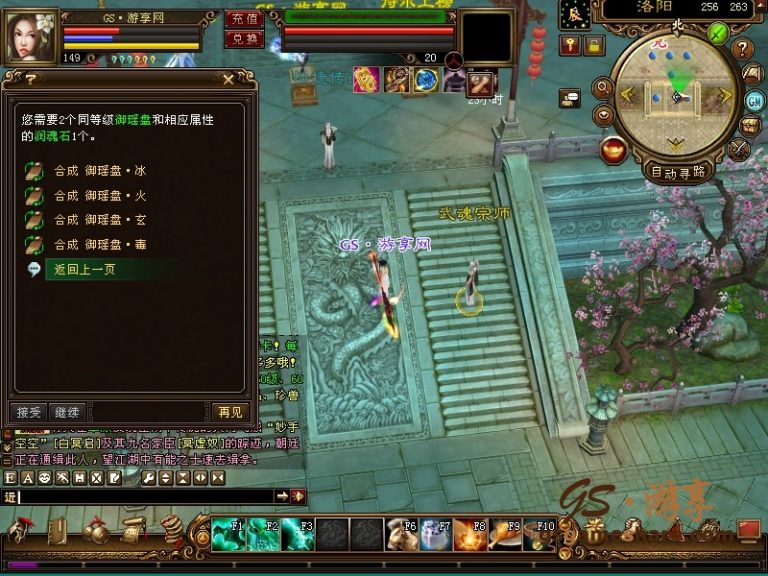 GS·游享网
充值
兑换
洛阳
256 263
149
20
北
GM
23小时
自动寻路
您需要2个同等级御瑶盘和相应属性
的润魂石1个。
合成 御瑶盘·冰
合成 御瑶盘·火
合成 御瑶盘·玄
合成 御瑶盘·毒
返回上一页
武魂宗师
GS·游享网
接受
继续
再见
“妙手
空空”[白冥启]及其九名家臣[冥虚奴]的踪迹，朝廷
正在通缉此人，望江湖中有能之士速去缉拿。
近
GS·游享
F1
F2
F3
F6
F7
F8
F9
F10